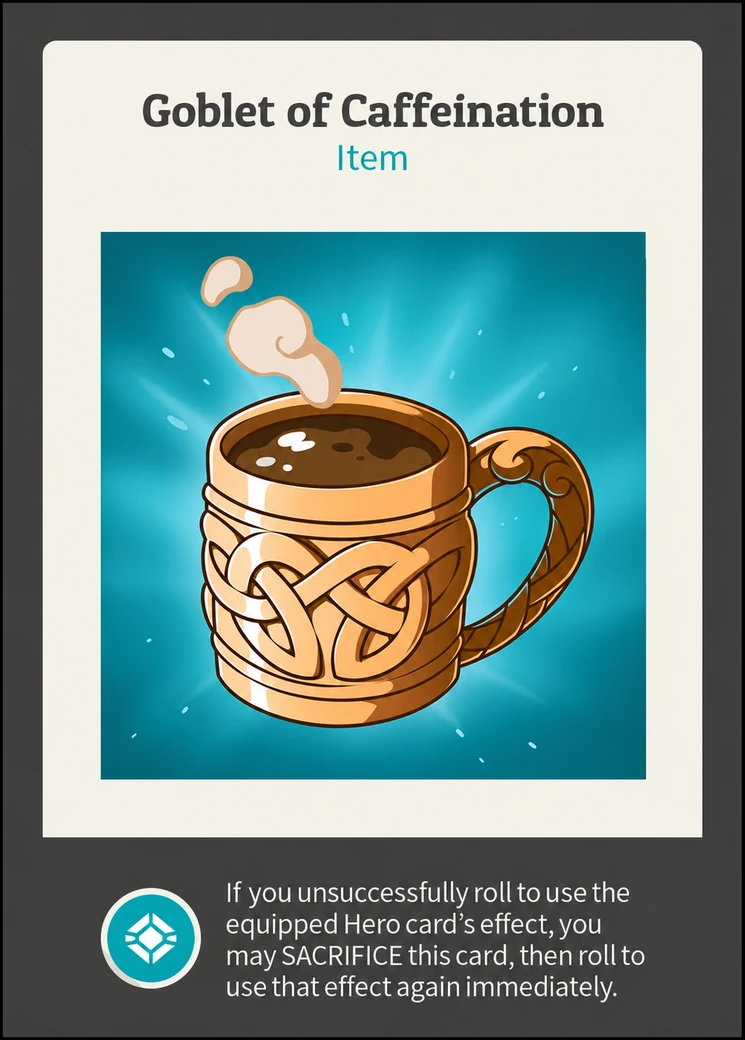 Goblet of Caffeination
Item
If you unsuccessfully roll to use the
equipped Hero card’s effect, you
may SACRIFICE this card, then roll to
use that effect again immediately.